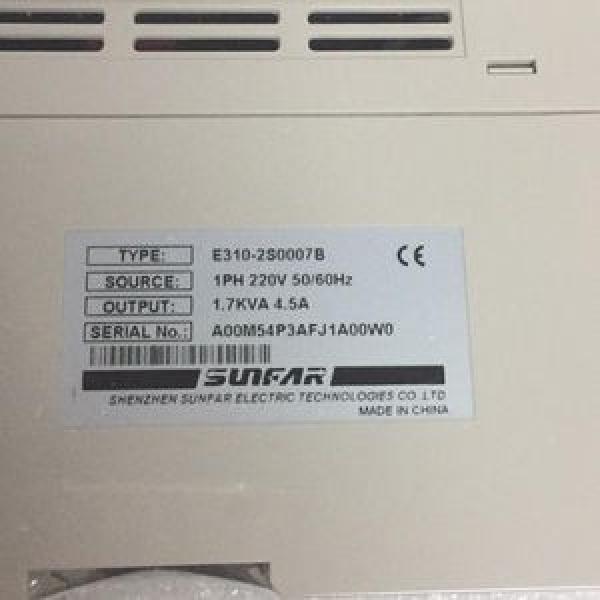 TYPE: E310-2S0007B CE
SOURCE: 1PH 220V 50/60Hz
OUTPUT: 1.7KVA 4.5A
SERIAL No.: A00M54P3AFJ1A00W0
SUNFAR
SHENZHEN SUNFAR ELECTRIC TECHNOLOGIES CO.LTD
MADE IN CHINA